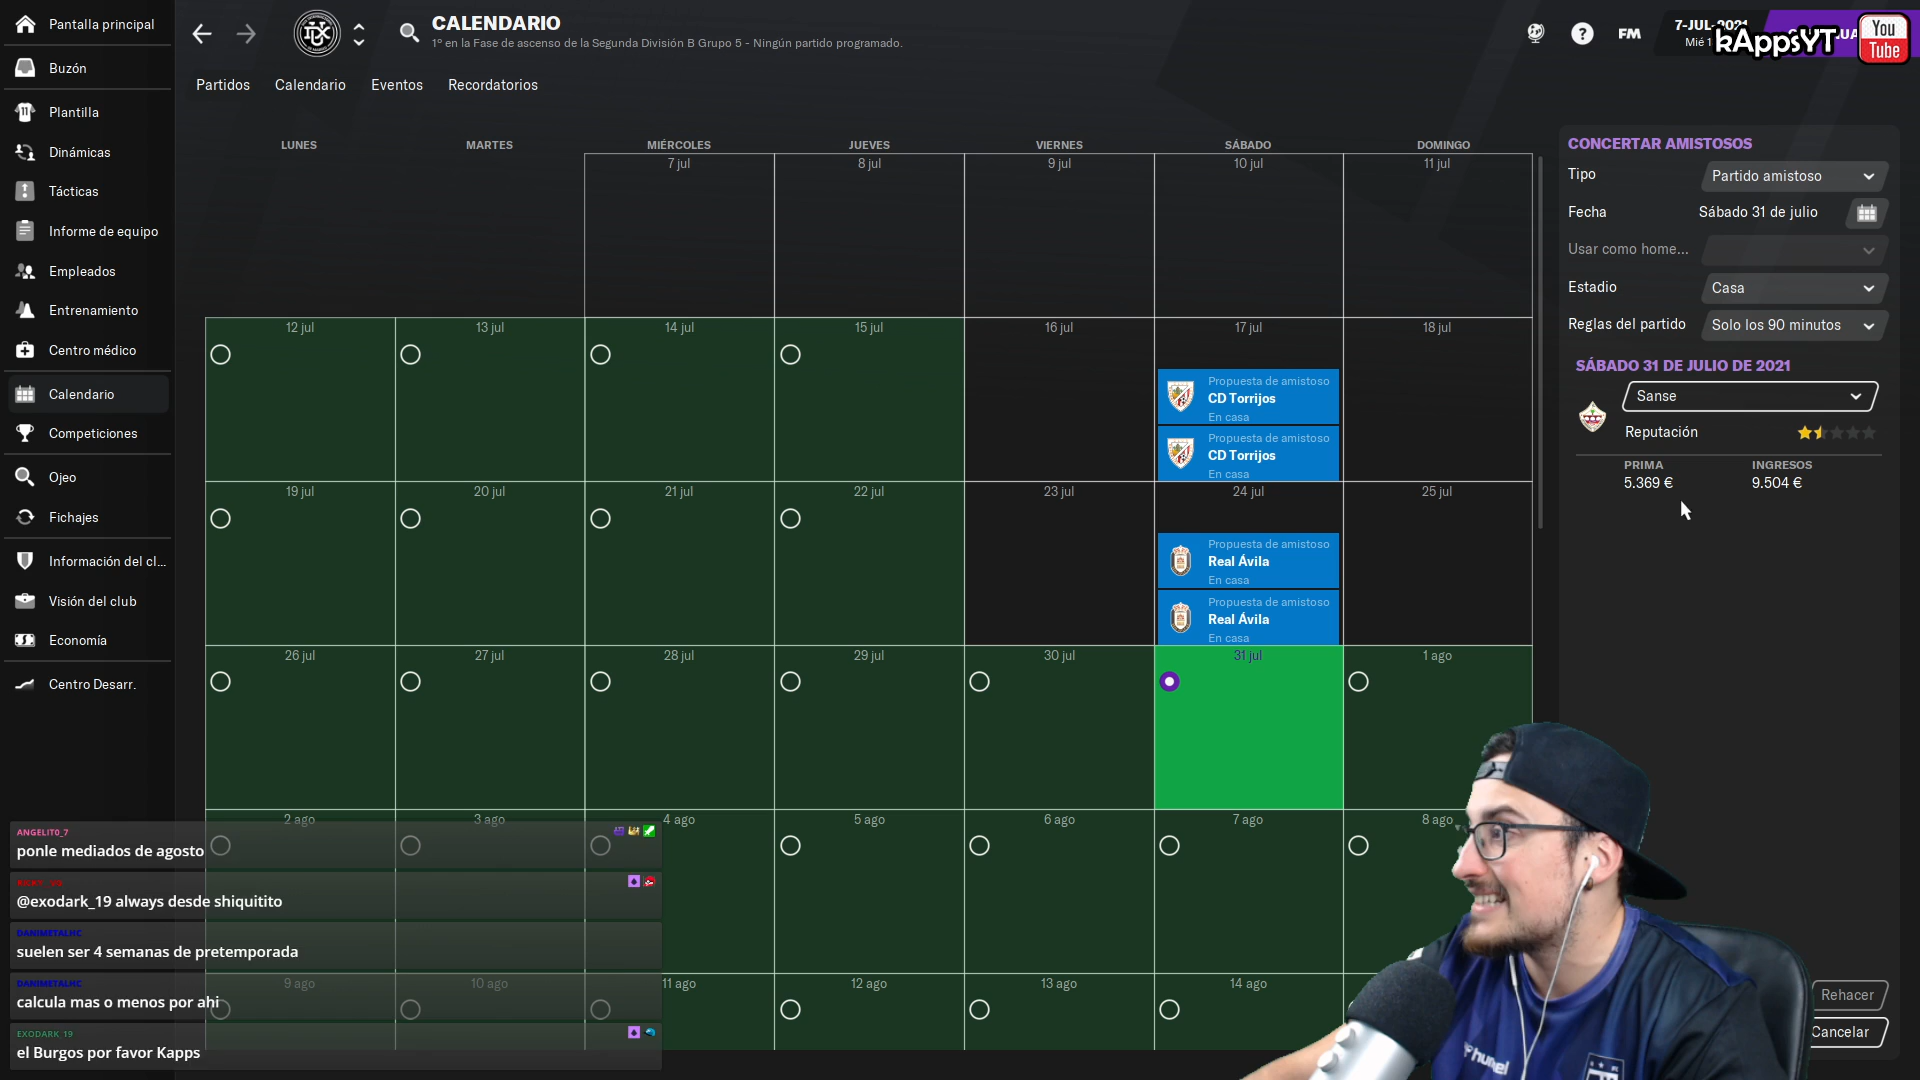 Pantalla principal
Buzón
Plantilla
Dinámicas
Tácticas
Informe de equipo
Empleados
Entrenamiento
Centro médico
Calendario
Competiciones
Ojeo
Fichajes
Información del cl...
Visión del club
Economía
Centro Desarr.
CALENDARIO
1º en la Fase de ascenso de la Segunda División B Grupo 5 - Ningún partido programado.
FM
7-JUL-2021
Mié
kAppsYT
You
Tube
Partidos
Calendario
Eventos
Recordatorios
LUNES
MARTES
MIÉRCOLES
JUEVES
VIERNES
SÁBADO
DOMINGO
7 jul
8 jul
9 jul
10 jul
11 jul
12 jul
13 jul
14 jul
15 jul
16 jul
17 jul
18 jul
Propuesta de amistoso
CD Torrijos
En casa
Propuesta de amistoso
CD Torrijos
En casa
19 jul
20 jul
21 jul
22 jul
23 jul
24 jul
25 jul
Propuesta de amistoso
Real Ávila
En casa
Propuesta de amistoso
Real Ávila
En casa
26 jul
27 jul
28 jul
29 jul
30 jul
31 jul
1 ago
2 ago
3 ago
4 ago
5 ago
6 ago
7 ago
8 ago
9 ago
10 ago
11 ago
12 ago
13 ago
14 ago
CONCERTAR AMISTOSOS
Tipo
Partido amistoso
Fecha
Sábado 31 de julio
Usar como home...
Estadio
Casa
Reglas del partido
Solo los 90 minutos
SÁBADO 31 DE JULIO DE 2021
Sanse
Reputación
PRIMA
INGRESOS
5.369 €
9.504 €
Rehacer
Cancelar
ANGELIT0_7
ponle mediados de agosto
@exodark_19 always desde shiquitito
DANIMETALHC
suelen ser 4 semanas de pretemporada
DANIMETALHC
calcula mas o menos por ahi
EXODARK_19
el Burgos por favor Kapps
hummel